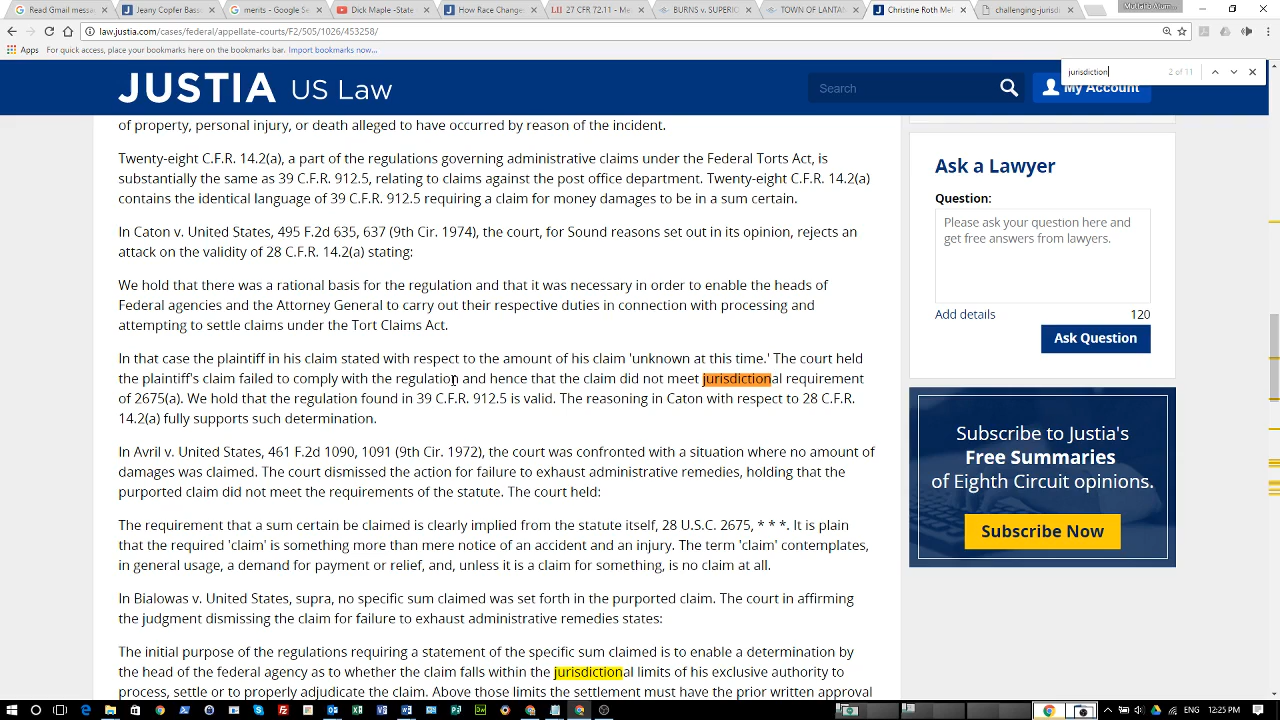 Read Gmail messag
Jeany Copfer Basso
merits - Google Se
Dick Maple -State
How Race Change
27 CFR 72.11 - Me
BURNS v. SUPERIO
TOWN OF LANTAN
Christine Roth Mel
challenging-jurisdi
law.justia.com/cases/federal/appellate-courts/F2/505/1026/453258/
Apps For quick access, place your bookmarks here on the bookmarks bar. Import bookmarks now...
jurisdiction 2 of 11
JUSTIA US Law
Search
My Account
of property, personal injury, or death alleged to have occurred by reason of the incident.
Twenty-eight C.F.R. 14.2(a), a part of the regulations governing administrative claims under the Federal Torts Act, is
substantially the same as 39 C.F.R. 912.5, relating to claims against the post office department. Twenty-eight C.F.R. 14.2(a)
contains the identical language of 39 C.F.R. 912.5 requiring a claim for money damages to be in a sum certain.
In Caton v. United States, 495 F.2d 635, 637 (9th Cir. 1974), the court, for Sound reasons set out in its opinion, rejects an
attack on the validity of 28 C.F.R. 14.2(a) stating:
We hold that there was a rational basis for the regulation and that it was necessary in order to enable the heads of
Federal agencies and the Attorney General to carry out their respective duties in connection with processing and
attempting to settle claims under the Tort Claims Act.
In that case the plaintiff in his claim stated with respect to the amount of his claim 'unknown at this time.' The court held
the plaintiff's claim failed to comply with the regulation and hence that the claim did not meet jurisdictional requirement
of 2675(a). We hold that the regulation found in 39 C.F.R. 912.5 is valid. The reasoning in Caton with respect to 28 C.F.R.
14.2(a) fully supports such determination.
In Avril v. United States, 461 F.2d 1090, 1091 (9th Cir. 1972), the court was confronted with a situation where no amount of
damages was claimed. The court dismissed the action for failure to exhaust administrative remedies, holding that the
purported claim did not meet the requirements of the statute. The court held:
The requirement that a sum certain be claimed is clearly implied from the statute itself, 28 U.S.C. 2675, * * *. It is plain
that the required 'claim' is something more than mere notice of an accident and an injury. The term 'claim' contemplates,
in general usage, a demand for payment or relief, and, unless it is a claim for something, is no claim at all.
In Bialowas v. United States, supra, no specific sum claimed was set forth in the purported claim. The court in affirming
the judgment dismissing the claim for failure to exhaust administrative remedies states:
The initial purpose of the regulations requiring a statement of the specific sum claimed is to enable a determination by
the head of the federal agency as to whether the claim falls within the jurisdictional limits of his exclusive authority to
process, settle or to properly adjudicate the claim. Above those limits the settlement must have the prior written approval
Ask a Lawyer
Question:
Please ask your question here and
get free answers from lawyers.
Add details 120
Ask Question
Subscribe to Justia's
Free Summaries
of Eighth Circuit opinions.
Subscribe Now
12:25 PM